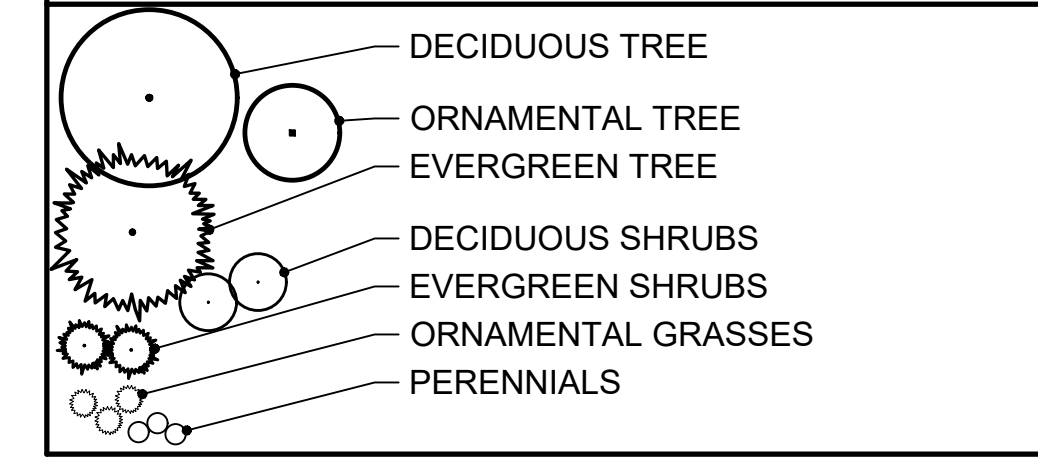 DECIDUOUS TREE
ORNAMENTAL TREE
EVERGREEN TREE
DECIDUOUS SHRUBS
EVERGREEN SHRUBS
ORNAMENTAL GRASSES
PERENNIALS